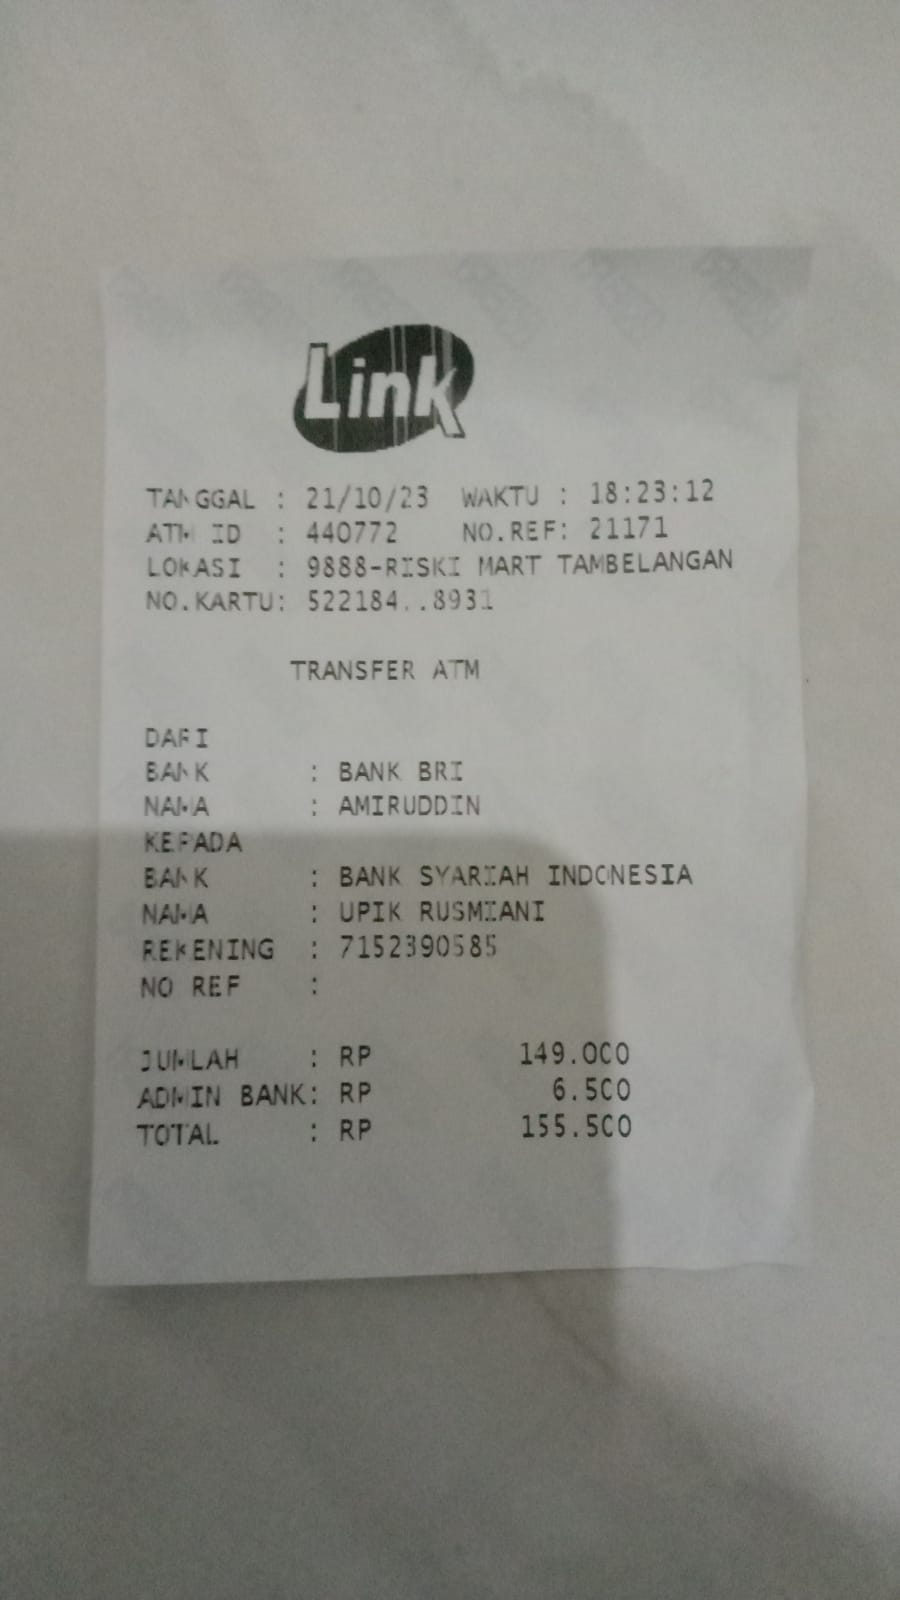 Link
TANGGAL : 21/10/23 WAKTU : 18:23:12
ATM ID : 440772 NO.REF: 21171
LOKASI : 9888-RISKI MART TAMBELANGAN
NO.KARTU: 522184..8931
TRANSFER ATM
DARI
BANK : BANK BRI
NAMA : AMIRUDDIN
KEPADA
BANK : BANK SYARIAH INDONESIA
NAMA : UPIK RUSMIANI
REKENING : 7152390585
NO REF :
JUMLAH : RP 149.000
ADMIN BANK: RP 6.500
TOTAL : RP 155.500